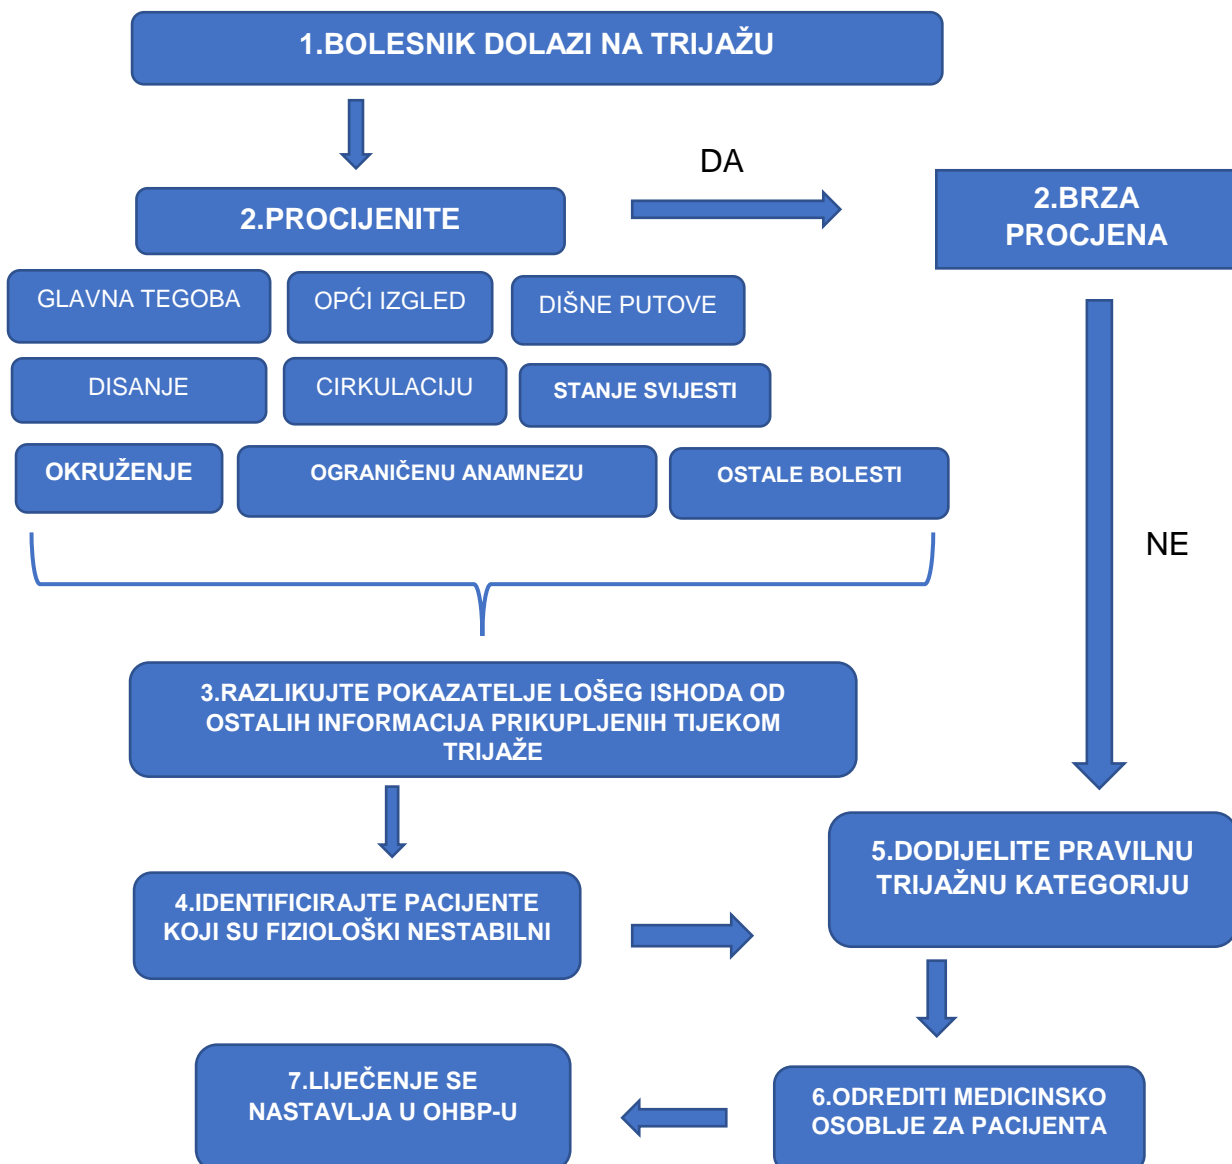 1.BOLESNIK DOLAZI NA TRIJAŽU
DA
2.PROCIJENITE
2.BRZA
PROCJENA
GLAVNA TEGOBA
OPĆI IZGLED
DIŠNE PUTOVE
DISANJE
CIRKULACIJU
STANJE SVIJESTI
OKRUŽENJE
OGRANIČENU ANAMNEZU
OSTALE BOLESTI
NE
3.RAZLIKUJTE POKAZATELJE LOŠEG ISHODA OD
OSTALIH INFORMACIJA PRIKUPLJENIH TIJEKOM
TRIJAŽE
4.IDENTIFICIRAJTE PACIJENTE
KOJI SU FIZIOLOŠKI NESTABILNI
5.DODIJELITE PRAVILNU
TRIJAŽNU KATEGORIJU
6.ODREDITI MEDICINSKO
OSOBLJE ZA PACIJENTA
7.LIJEČENJE SE
NASTAVLJA U OHBP-U